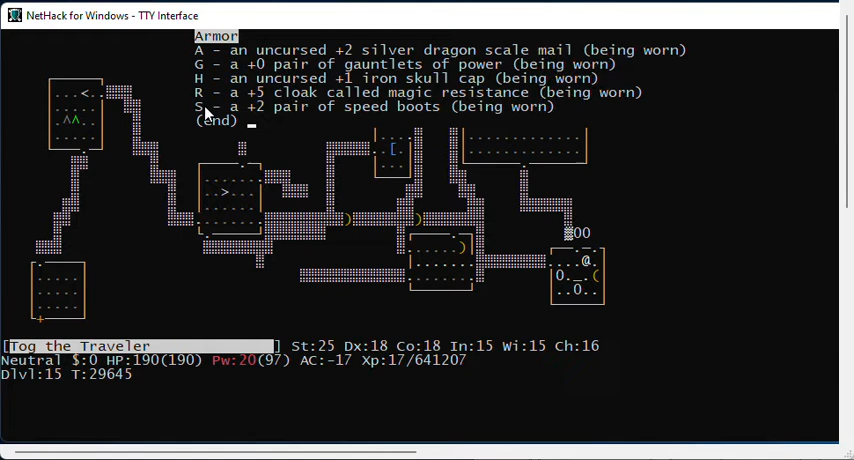 NetHack for Windows - TTY Interface
Armor
A - an uncursed +2 silver dragon scale mail (being worn)
G - a +0 pair of gauntlets of power (being worn)
H - an uncursed +1 iron skull cap (being worn)
R - a +5 cloak called magic resistance (being worn)
S - a +2 pair of speed boots (being worn)
(end)
[Tog the Traveler ] St:25 Dx:18 Co:18 In:15 Wi:15 Ch:16
Neutral $:0 HP:190(190) Pw:20(97) AC:-17 Xp:17/641207
Dlvl:15 T:29645